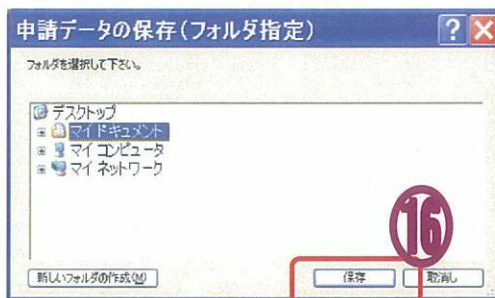 申請データの保存(フォルダ指定)
フォルダを選択して下さい。
デスクトップ
マイ ドキュメント
マイ コンピュータ
マイ ネットワーク
⑯
新しいフォルダの作成(M) 保存 取消し